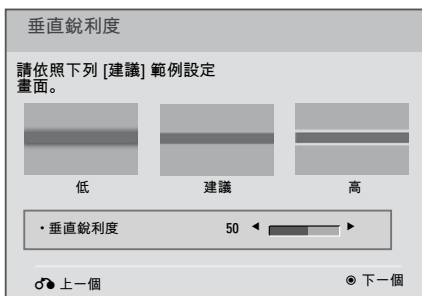 垂直銳利度
請依照下列 [建議] 範例設定
畫面。
低 建議 高
・垂直銳利度 50 ◀ ▶
上一個 ◉ 下一個